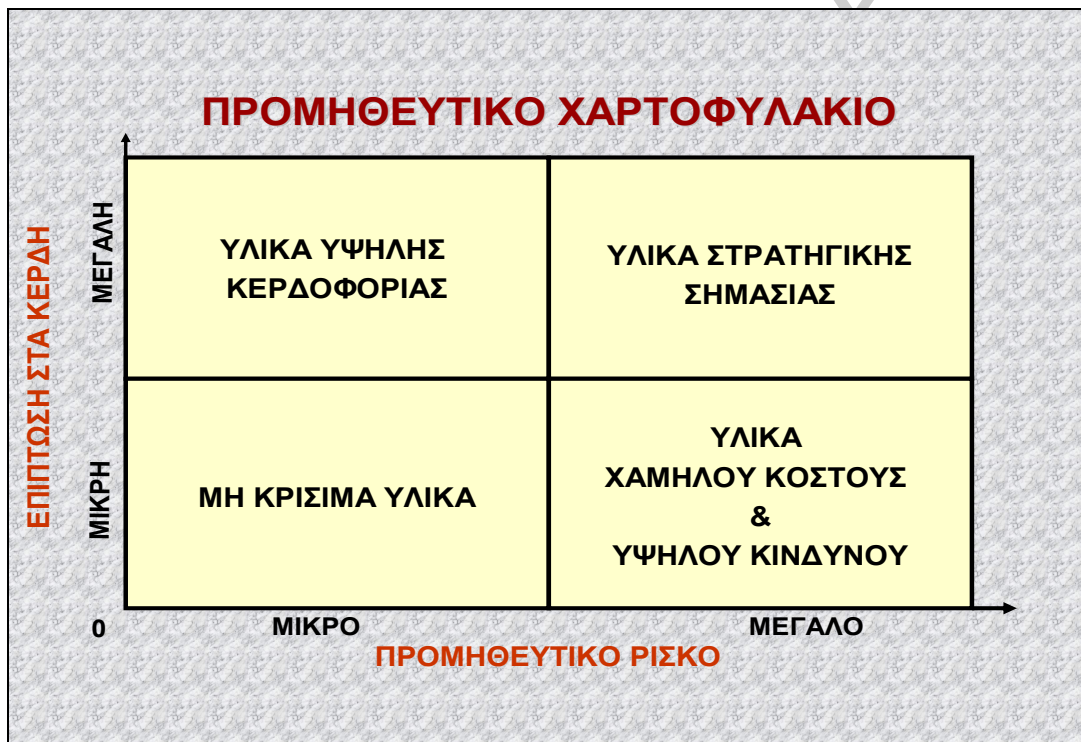 ΠΡΟΜΗΘΕΥΤΙΚΟ ΧΑΡΤΟΦΥΛΑΚΙΟ
ΕΠΙΠΤΩΣΗ ΣΤΑ ΚΕΡΔΗ
ΜΕΓΑΛΗ
ΥΛΙΚΑ ΥΨΗΛΗΣ
ΚΕΡΔΟΦΟΡΙΑΣ
ΥΛΙΚΑ ΣΤΡΑΤΗΓΙΚΗΣ
ΣΗΜΑΣΙΑΣ
ΜΙΚΡΗ
ΜΗ ΚΡΙΣΙΜΑ ΥΛΙΚΑ
ΥΛΙΚΑ
ΧΑΜΗΛΟΥ ΚΟΣΤΟΥΣ
&
ΥΨΗΛΟΥ ΚΙΝΔΥΝΟΥ
0
ΜΙΚΡΟ
ΜΕΓΑΛΟ
ΠΡΟΜΗΘΕΥΤΙΚΟ ΡΙΣΚΟ